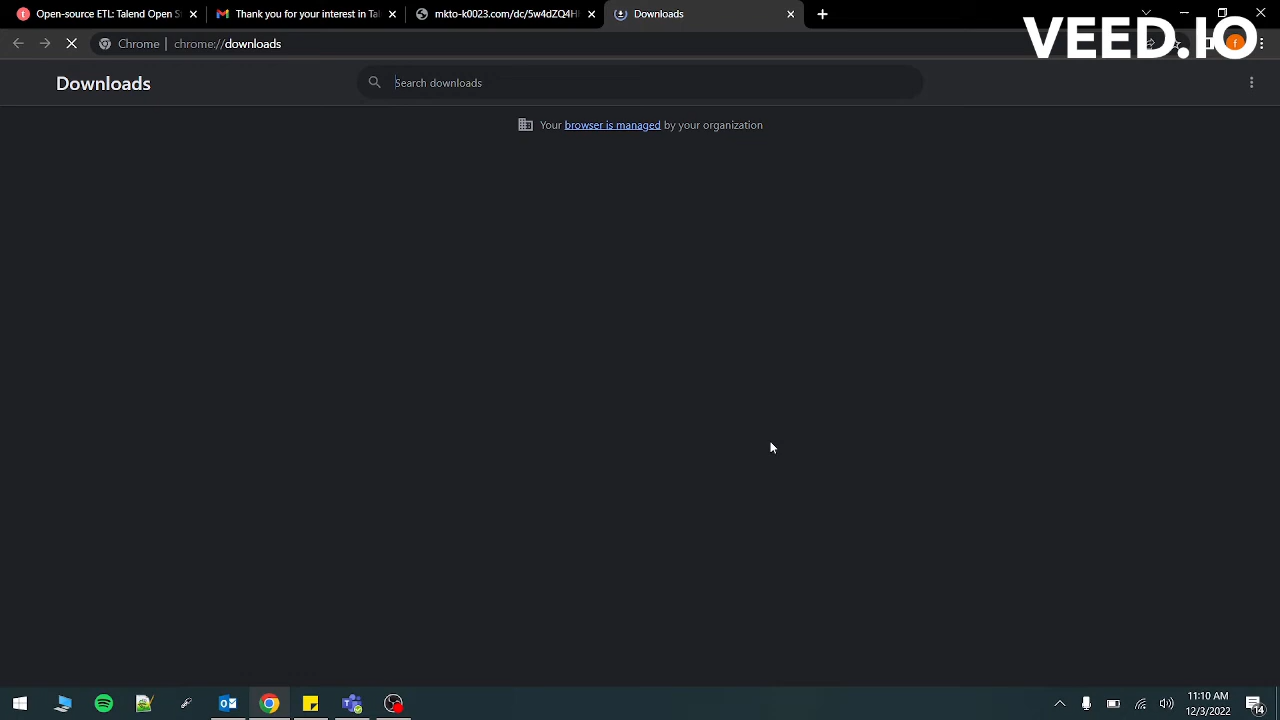 Open-source ETL: Talend Open S
Thank you for your interest in Tal
mkto-k0023.com/dc/5w4dZQ4Hl
Downloads
VEED.IO
Chrome | chrome://downloads
f
Downloads
Search downloads
Your browser is managed by your organization
11:10 AM
12/3/2022
14